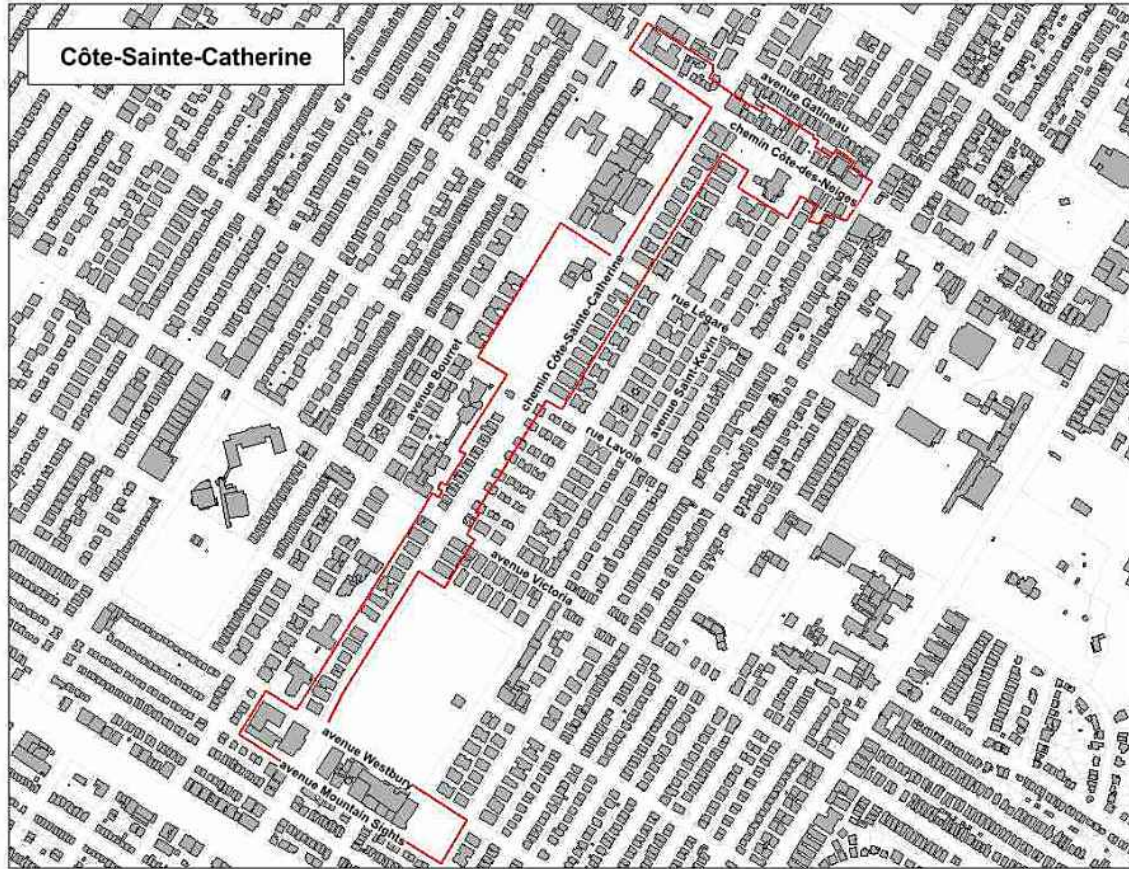 Côte-Sainte-Catherine
avenue Gatineau
chemin Côte-des-Neiges
chemin Côte-Sainte-Catherine
rue Légaré
avenue Saint-Kevin
avenue Bourret
rue Lavoie
avenue Victoria
avenue Westbury
avenue Mountain Sights